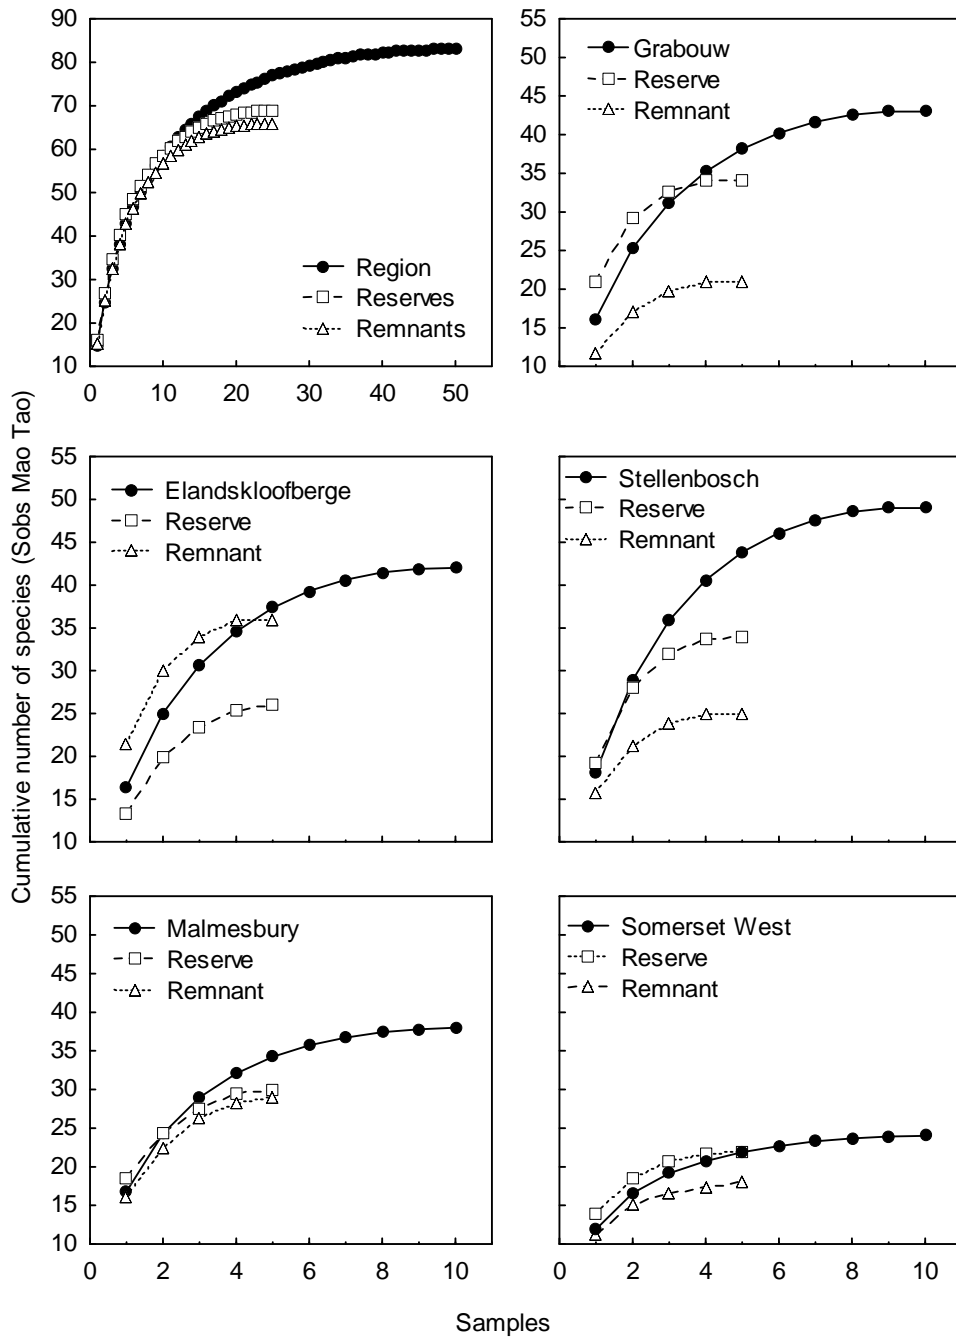 90
80
70
60
50
40
30
20
10
0
10
20
30
40
50
Region
Reserves
Remnants
55
50
45
40
35
30
25
20
15
10
Grabouw
Reserve
Remnant
Cumulative number of species (Sobs Mao Tao)
55
50
45
40
35
30
25
20
15
10
Elandskloofberge
Reserve
Remnant
Stellenbosch
Reserve
Remnant
55
50
45
40
35
30
25
20
15
10
0
2
4
6
8
10
Malmesbury
Reserve
Remnant
Somerset West
Reserve
Remnant
0
2
4
6
8
10
Samples